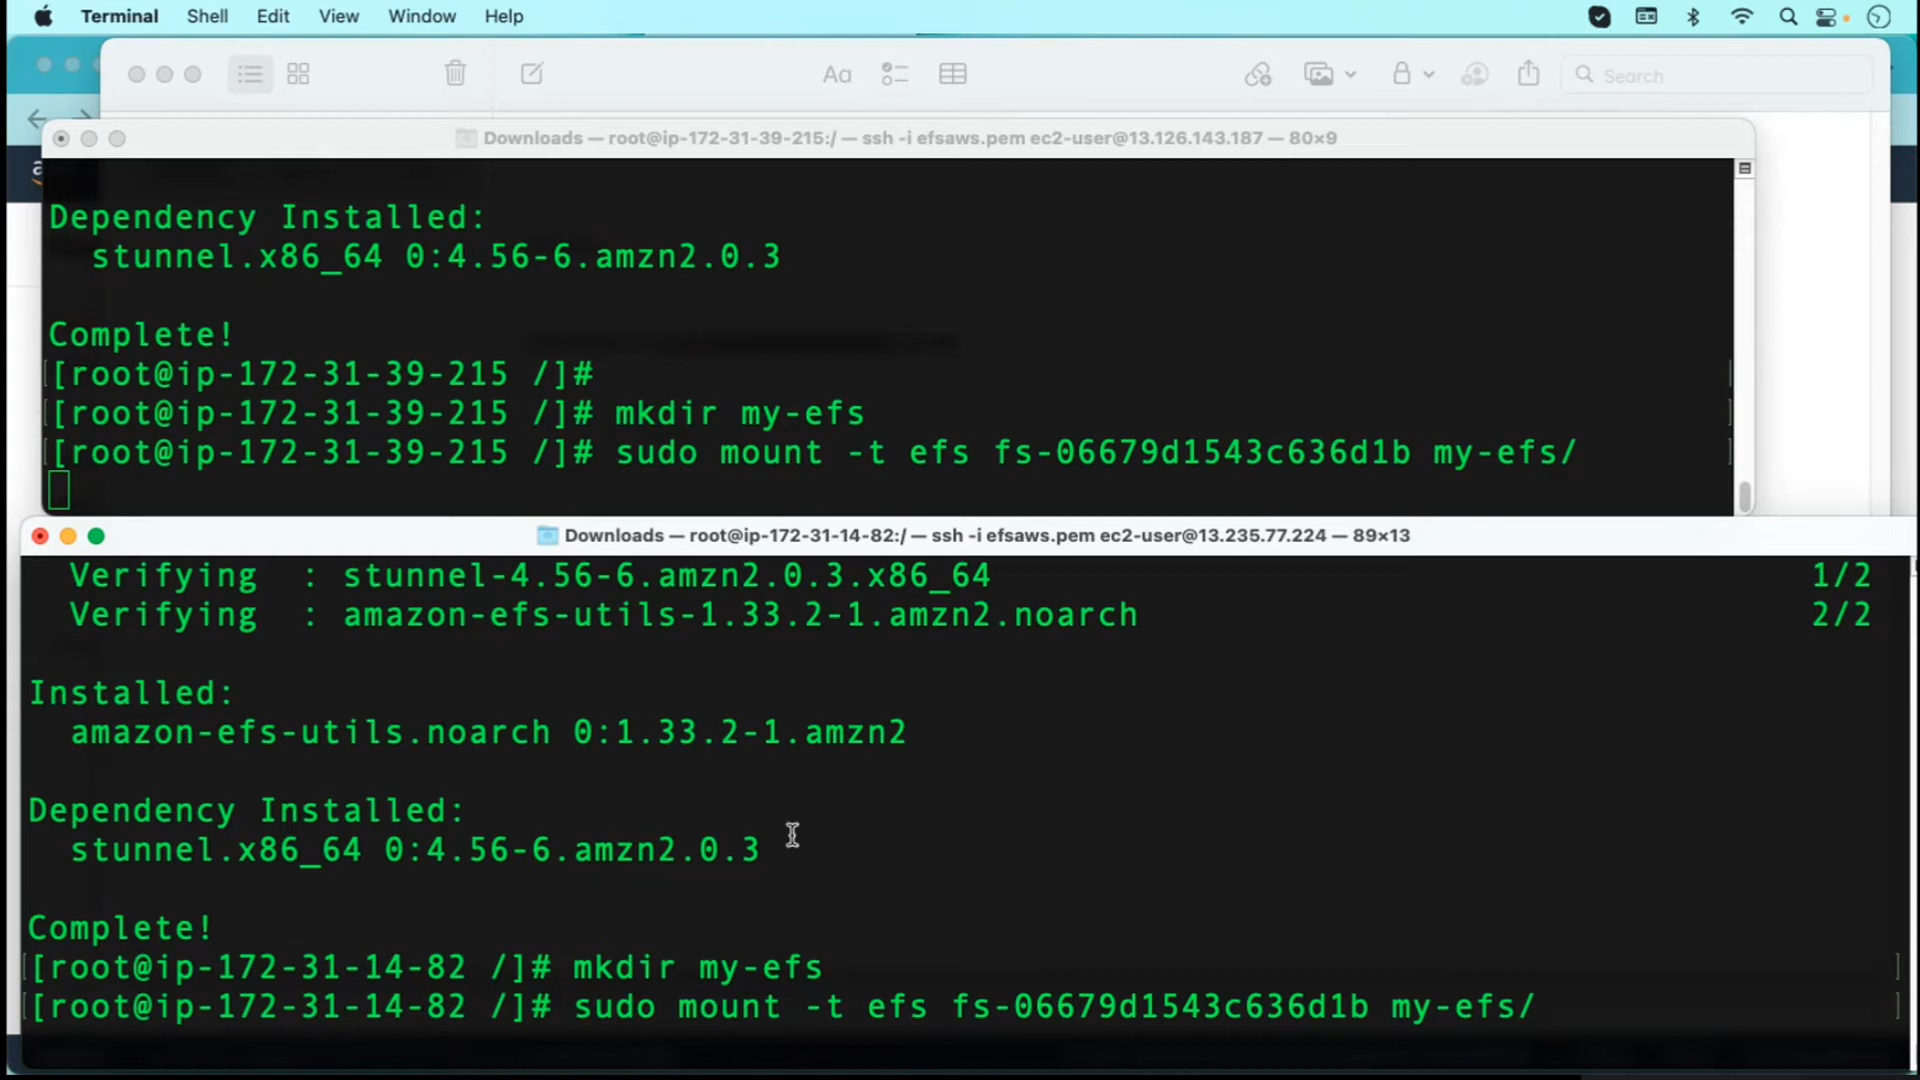 Terminal Shell Edit View Window Help
Aa
Search
Downloads — root@ip-172-31-39-215:/ — ssh -i efsaws.pem ec2-user@13.126.143.187 — 80×9
Dependency Installed:
stunnel.x86_64 0:4.56-6.amzn2.0.3
Complete!
[[root@ip-172-31-39-215 /]# ]
[[root@ip-172-31-39-215 /]# mkdir my-efs ]
[[root@ip-172-31-39-215 /]# sudo mount -t efs fs-06679d1543c636d1b my-efs/ ]
Downloads — root@ip-172-31-14-82:/ — ssh -i efsaws.pem ec2-user@13.235.77.224 — 89×13
Verifying : stunnel-4.56-6.amzn2.0.3.x86_64 1/2
Verifying : amazon-efs-utils-1.33.2-1.amzn2.noarch 2/2
Installed:
amazon-efs-utils.noarch 0:1.33.2-1.amzn2
Dependency Installed:
stunnel.x86_64 0:4.56-6.amzn2.0.3
Complete!
[[root@ip-172-31-14-82 /]# mkdir my-efs ]
[[root@ip-172-31-14-82 /]# sudo mount -t efs fs-06679d1543c636d1b my-efs/ ]